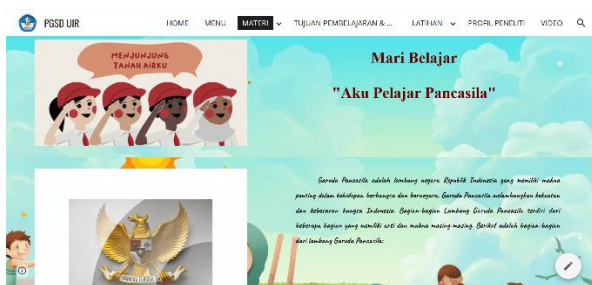 PGSD UIR
HOME MENU MATERI TUJUAN PEMBELAJARAN & ... LATIHAN PROFIL PENELITI VIDEO
MENJUNJUNG
TANAH AIRKU
Mari Belajar
"Aku Pelajar Pancasila"
Garuda Pancasila adalah lambang negara Republik Indonesia yang memiliki makna
penting dalam kehidupan berbangsa dan bernegara. Garuda Pancasila melambangkan kekuatan
dan kebesaran bangsa Indonesia. Bagian-bagian Lambang Garuda Pancasila terdiri dari
beberapa bagian yang memiliki arti dan makna masing-masing. Berikut adalah bagian-bagian
dari lambang Garuda Pancasila: